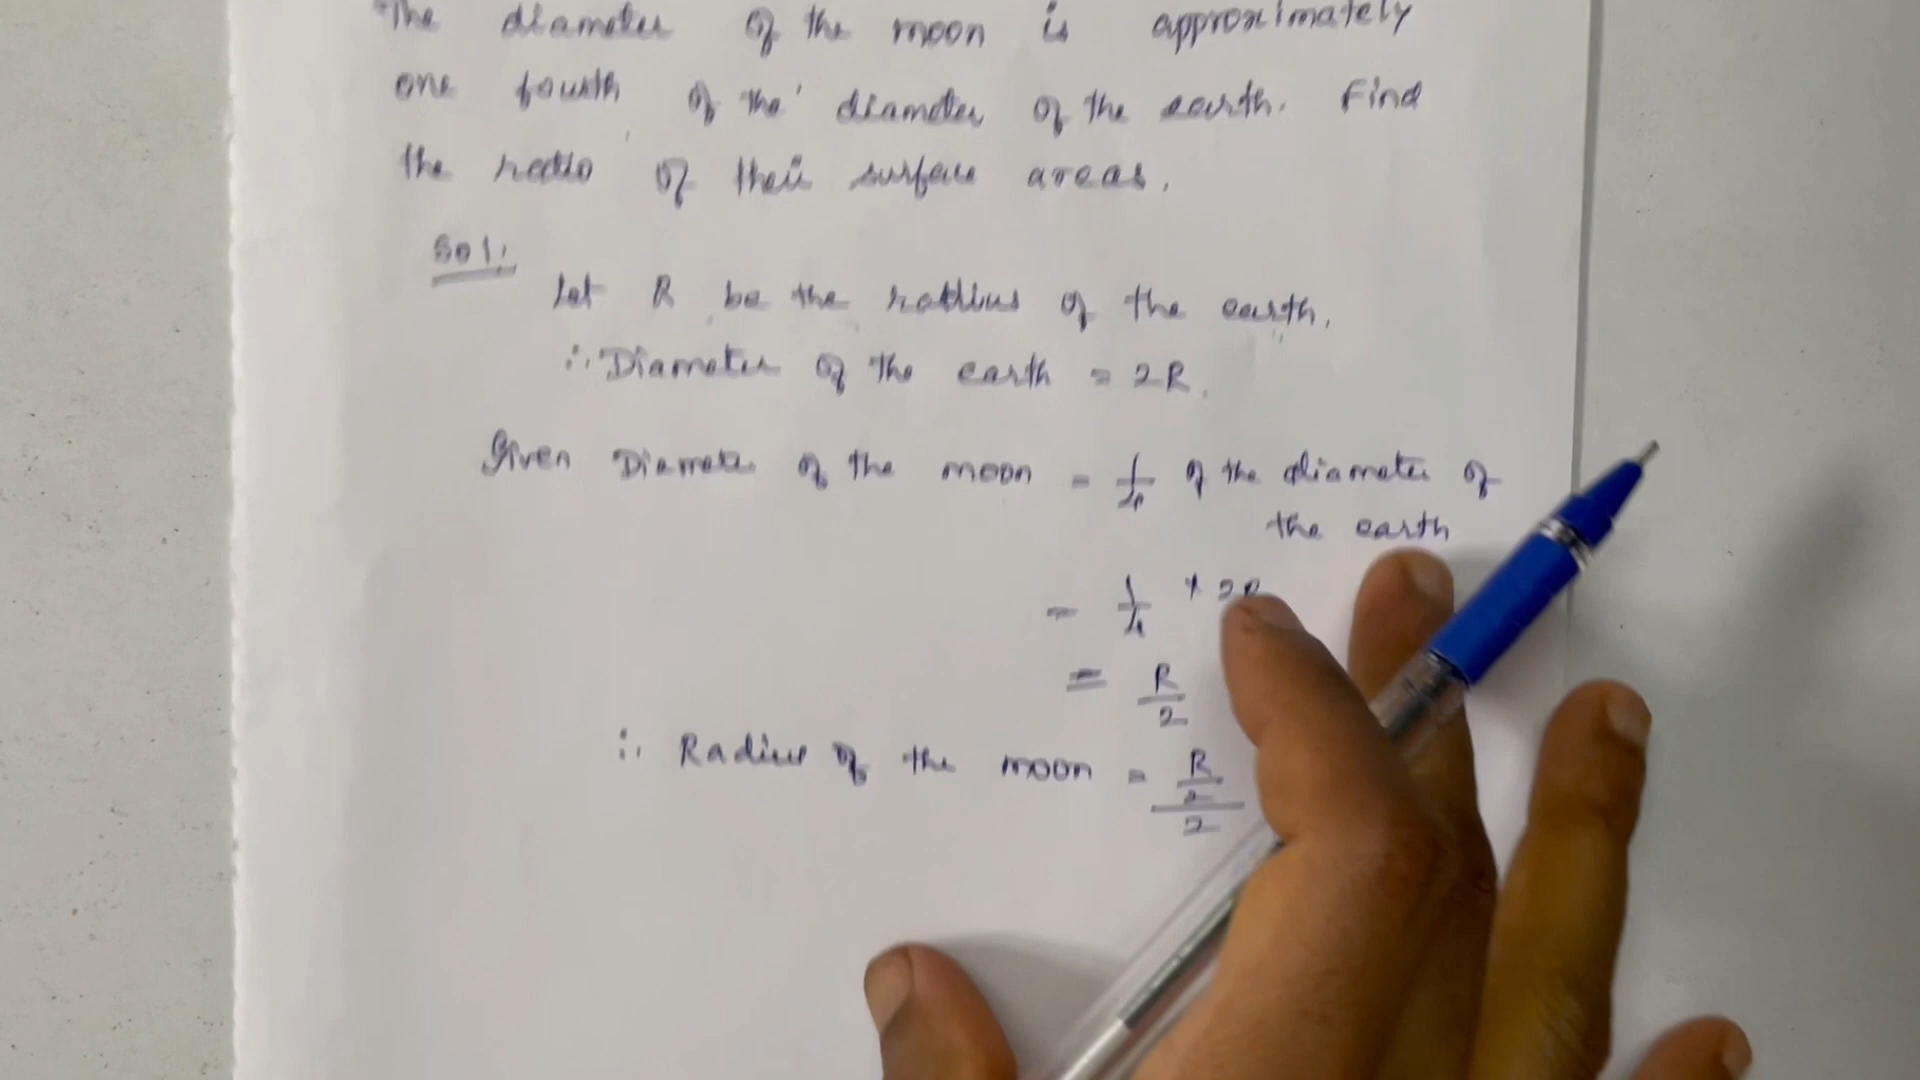 The diameter of the moon is approximately
one fourth of the diameter of the earth. Find
the ratio of their surface areas.
Sol:
Let R be the radius of the earth.
∴ Diameter of the earth = 2R.
Given Diameter of the moon = 1/4 of the diameter of
the earth
= 1/4 × 2R
= R/2
∴ Radius of the moon = R/2/2